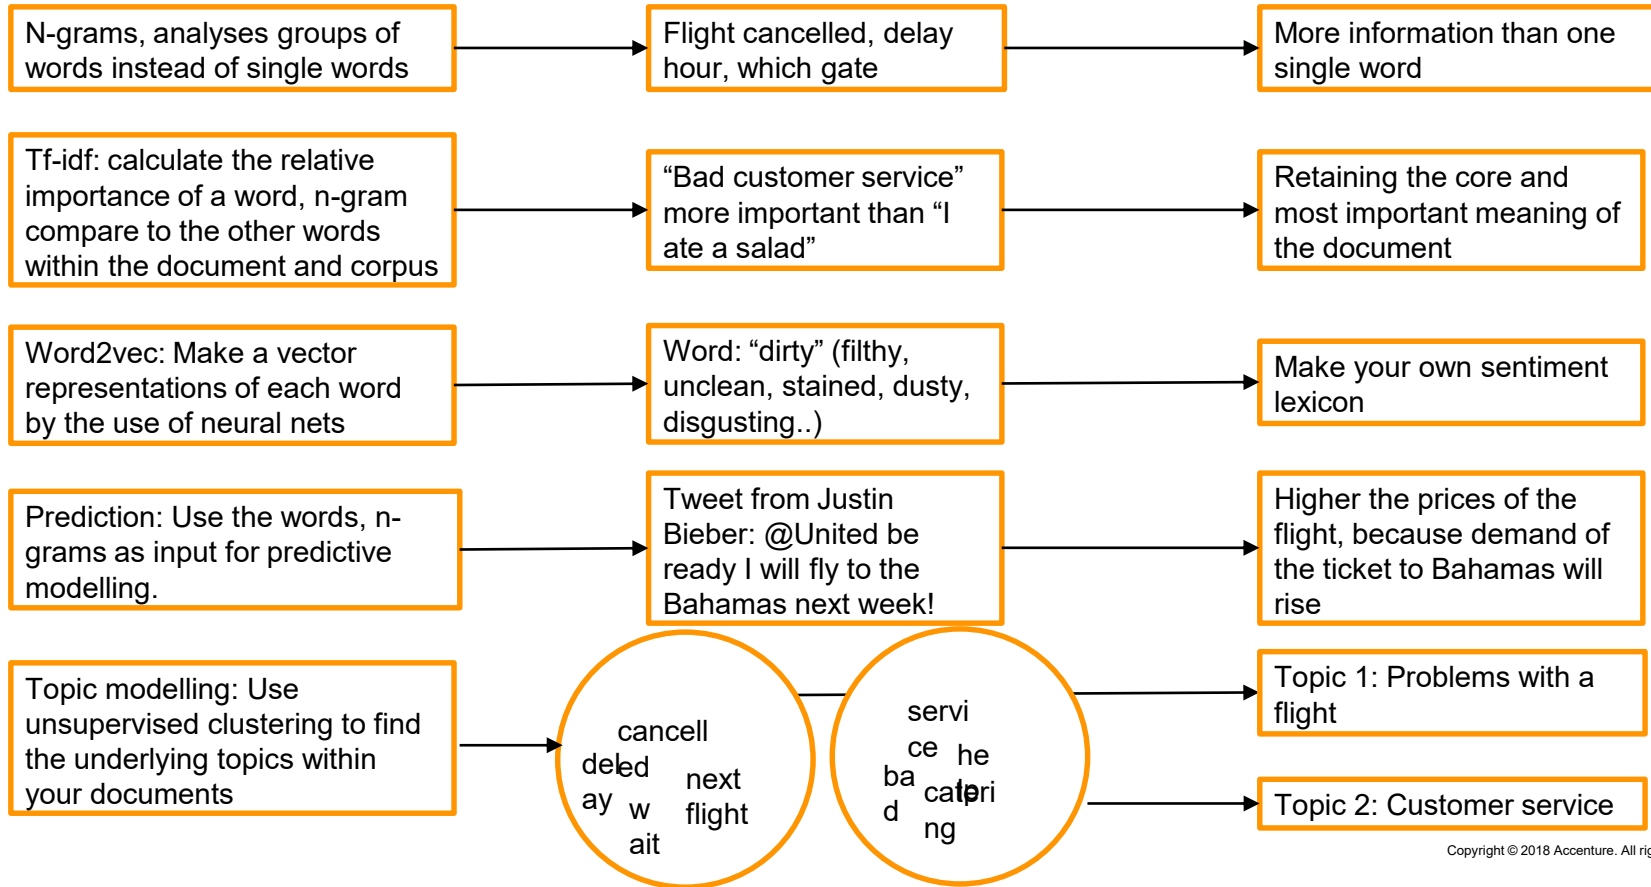 N-grams, analyses groups of
words instead of single words
Flight cancelled, delay
hour, which gate
More information than one
single word
Tf-idf: calculate the relative
importance of a word, n-gram
compare to the other words
within the document and corpus
“Bad customer service”
more important than “I
ate a salad”
Retaining the core and
most important meaning of
the document
Word2vec: Make a vector
representations of each word
by the use of neural nets
Word: “dirty” (filthy,
unclean, stained, dusty,
disgusting..)
Make your own sentiment
lexicon
Prediction: Use the words, n-
grams as input for predictive
modelling.
Tweet from Justin
Bieber: @United be
ready I will fly to the
Bahamas next week!
Higher the prices of the
flight, because demand of
the ticket to Bahamas will
rise
Topic modelling: Use
unsupervised clustering to find
the underlying topics within
your documents
cancell
ed
del
ay
w
ait
next
flight
servi
ce
he
lp
ba
d
cateri
ng
Topic 1: Problems with a
flight
Topic 2: Customer service
Copyright © 2018 Accenture. All rig